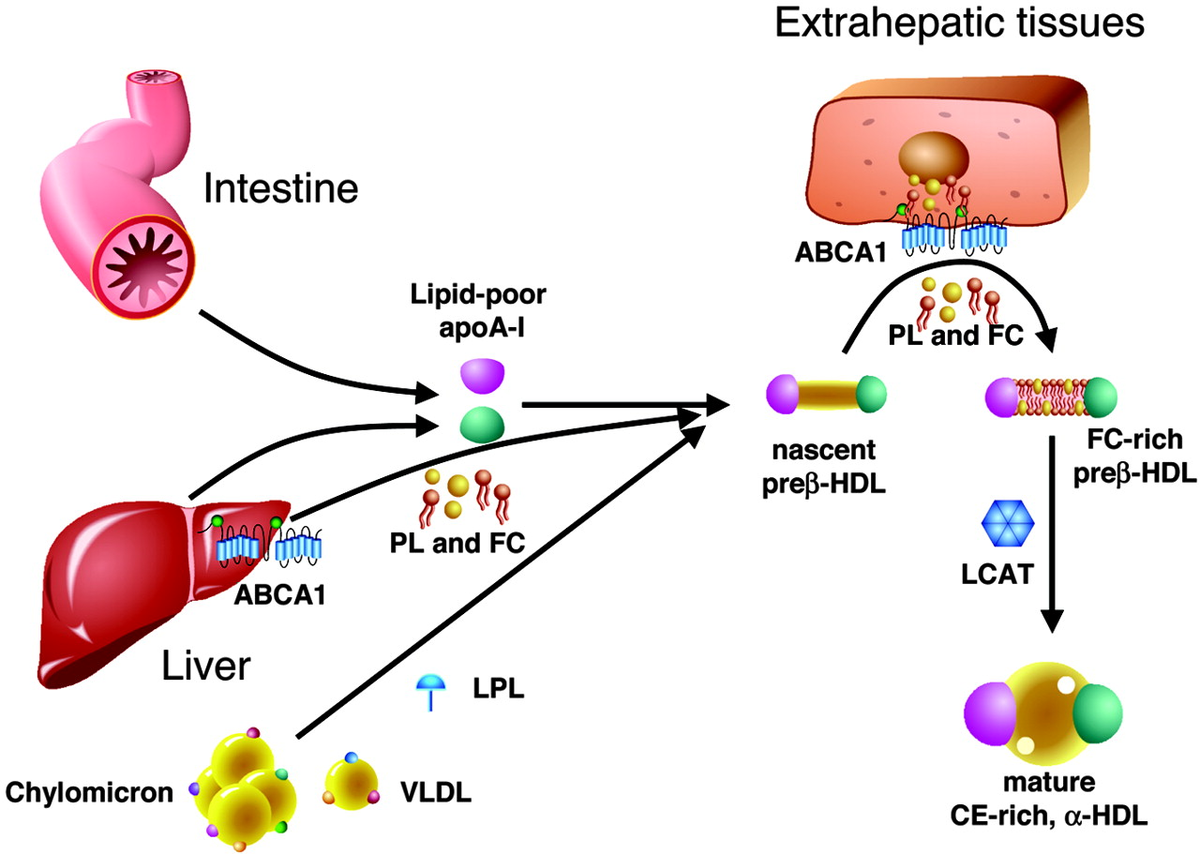 Extrahepatic tissues
Intestine
ABCA1
Lipid-poor
apoA-I
PL and FC
nascent
preβ-HDL
FC-rich
preβ-HDL
PL and FC
ABCA1
LCAT
Liver
LPL
Chylomicron
VLDL
mature
CE-rich, α-HDL